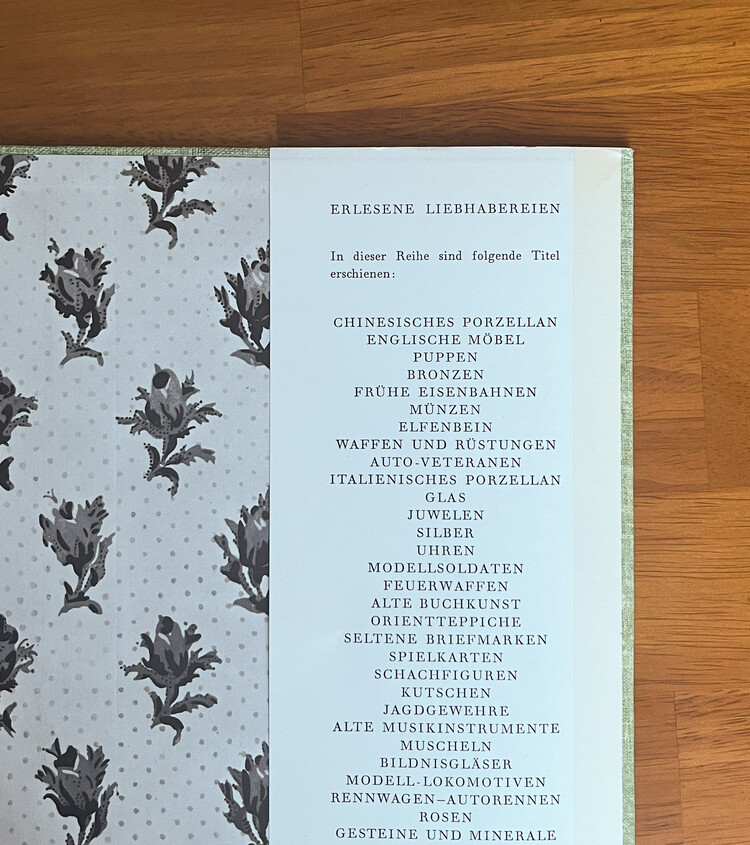 ERLESENE LIEBHABEREIEN
In dieser Reihe sind folgende Titel
erschienen:
CHINESISCHES PORZELLAN
ENGLISCHE MÖBEL
PUPPEN
BRONZEN
FRÜHE EISENBAHNEN
MÜNZEN
ELFENBEIN
WAFFEN UND RÜSTUNGEN
AUTO-VETERANEN
ITALIENISCHES PORZELLAN
GLAS
JUWELEN
SILBER
UHREN
MODELLSOLDATEN
FEUERWAFFEN
ALTE BUCHKUNST
ORIENTTEPPICHE
SELTENE BRIEFMARKEN
SPIELKARTEN
SCHACHFIGUREN
KUTSCHEN
JAGDGEWEHRE
ALTE MUSIKINSTRUMENTE
MUSCHELN
BILDNISGLÄSER
MODELL-LOKOMOTIVEN
RENNWAGEN–AUTORENNEN
ROSEN
GESTEINE UND MINERALE